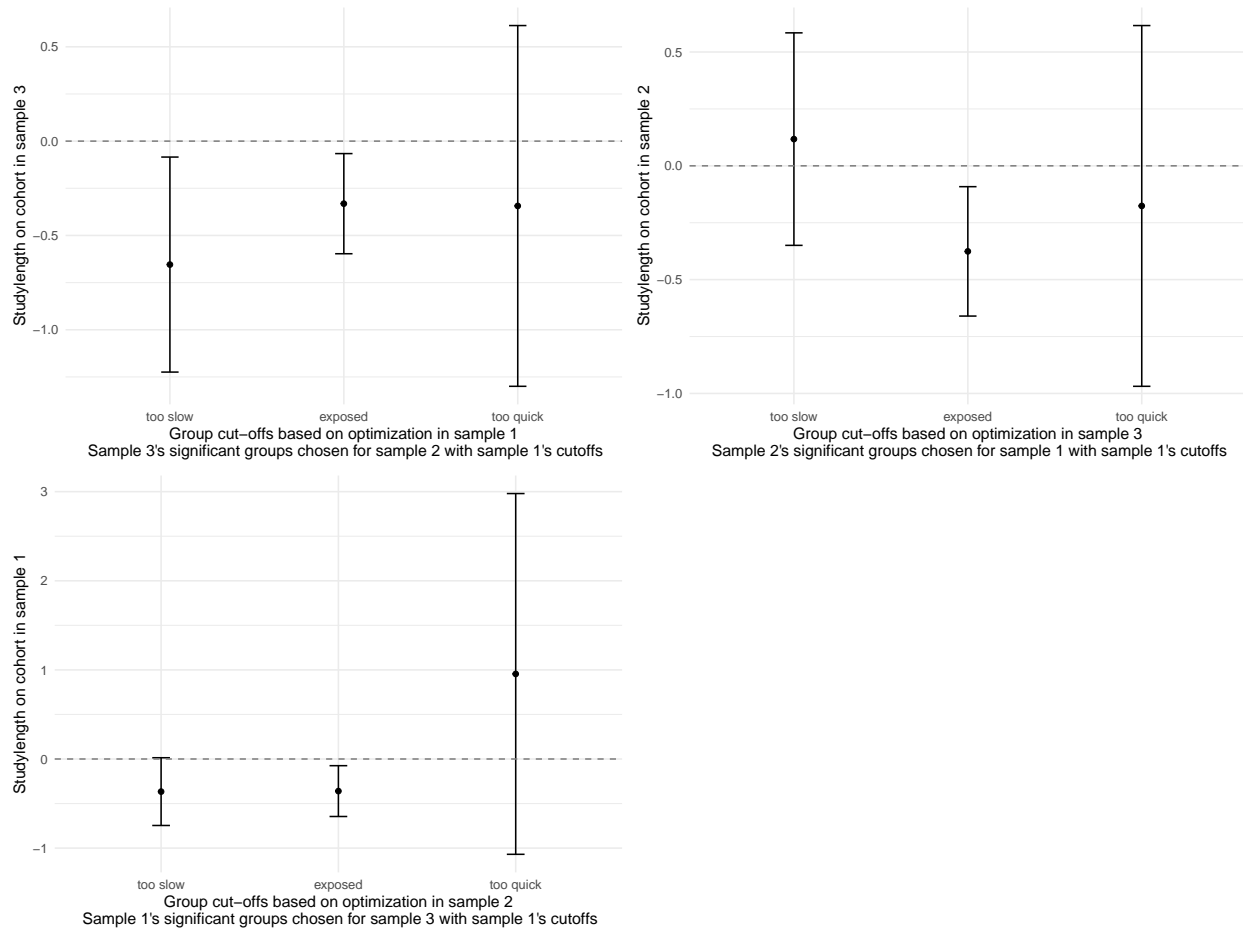 Studylength on cohort in sample 3
0.5
0.0
−0.5
−1.0
too slow
exposed
too quick
Group cut−offs based on optimization in sample 1
Sample 3's significant groups chosen for sample 2 with sample 1's cutoffs
Studylength on cohort in sample 2
0.5
0.0
−0.5
−1.0
too slow
exposed
too quick
Group cut−offs based on optimization in sample 3
Sample 2's significant groups chosen for sample 1 with sample 1's cutoffs
Studylength on cohort in sample 1
3
2
1
0
−1
too slow
exposed
too quick
Group cut−offs based on optimization in sample 2
Sample 1's significant groups chosen for sample 3 with sample 1's cutoffs